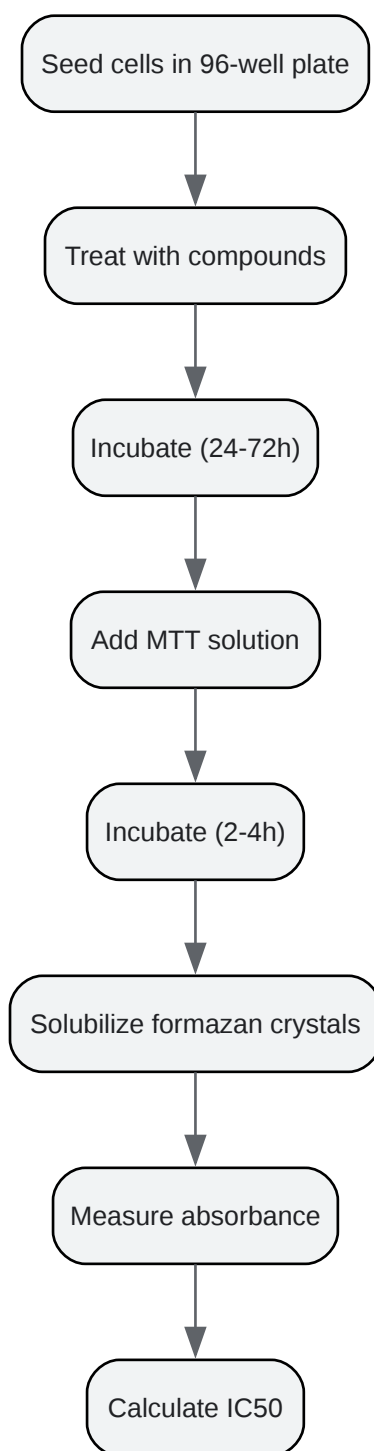 Seed cells in 96-well plate
Treat with compounds
Incubate (24-72h)
Add MTT solution
Incubate (2-4h)
Solubilize formazan crystals
Measure absorbance
Calculate IC50